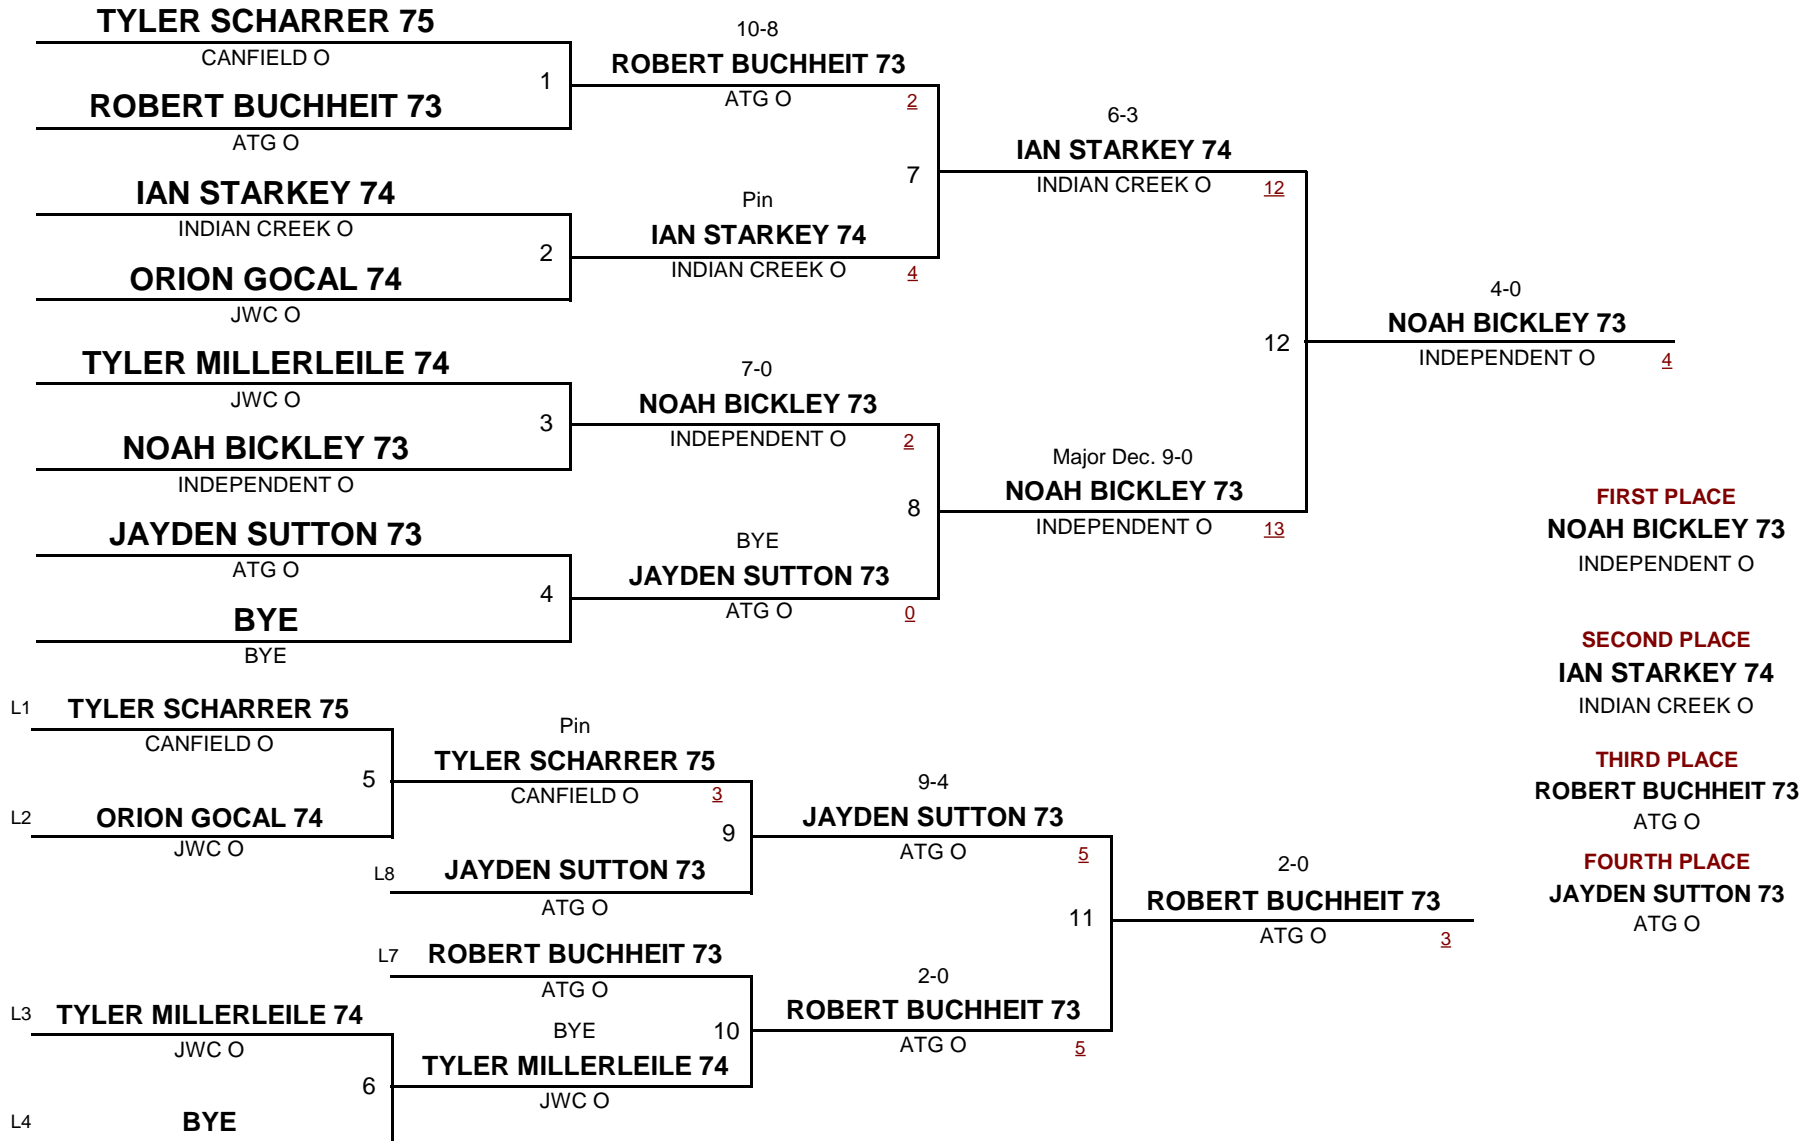 TYLER SCHARRER 75
CANFIELD O
1
ROBERT BUCHHEIT 73
ATG O
IAN STARKEY 74
INDIAN CREEK O
2
ORION GOCAL 74
JWC O
TYLER MILLERLEILE 74
JWC O
3
NOAH BICKLEY 73
INDEPENDENT O
JAYDEN SUTTON 73
ATG O
4
BYE
BYE
10-8
ROBERT BUCHHEIT 73
ATG O 2
7
Pin
IAN STARKEY 74
INDIAN CREEK O 4
7-0
NOAH BICKLEY 73
INDEPENDENT O 2
8
BYE
JAYDEN SUTTON 73
ATG O 0
6-3
IAN STARKEY 74
INDIAN CREEK O 12
12
Major Dec. 9-0
NOAH BICKLEY 73
INDEPENDENT O 13
4-0
NOAH BICKLEY 73
INDEPENDENT O 4
FIRST PLACE
NOAH BICKLEY 73
INDEPENDENT O
SECOND PLACE
IAN STARKEY 74
INDIAN CREEK O
THIRD PLACE
ROBERT BUCHHEIT 73
ATG O
FOURTH PLACE
JAYDEN SUTTON 73
ATG O
L1 TYLER SCHARRER 75
CANFIELD O
5
L2 ORION GOCAL 74
JWC O
L3 TYLER MILLERLEILE 74
JWC O
6
L4 BYE
Pin
TYLER SCHARRER 75
CANFIELD O 3
9
L8 JAYDEN SUTTON 73
ATG O
L7 ROBERT BUCHHEIT 73
ATG O
BYE 10
TYLER MILLERLEILE 74
JWC O
9-4
JAYDEN SUTTON 73
ATG O 5
11
2-0
ROBERT BUCHHEIT 73
ATG O 5
2-0
ROBERT BUCHHEIT 73
ATG O 3